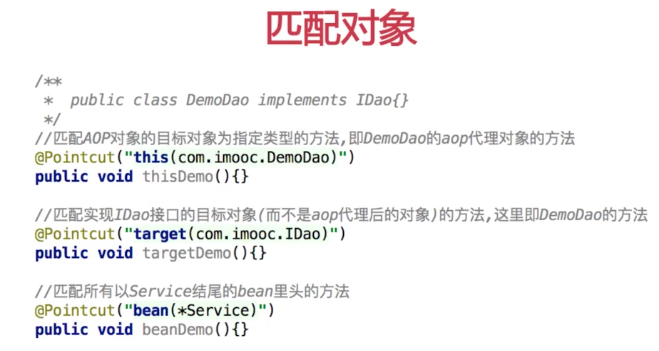 匹配对象
/**
 *  public class DemoDao implements IDao{}
 */
//匹配AOP对象的目标对象为指定类型的方法,即DemoDao的aop代理对象的方法
@Pointcut("this(com.imooc.DemoDao)")
public void thisDemo(){}
//匹配实现IDao接口的目标对象(而不是aop代理后的对象)的方法,这里即DemoDao的方法
@Pointcut("target(com.imooc.IDao)")
public void targetDemo(){}
//匹配所有以Service结尾的bean里头的方法
@Pointcut("bean(*Service)")
public void beanDemo(){}